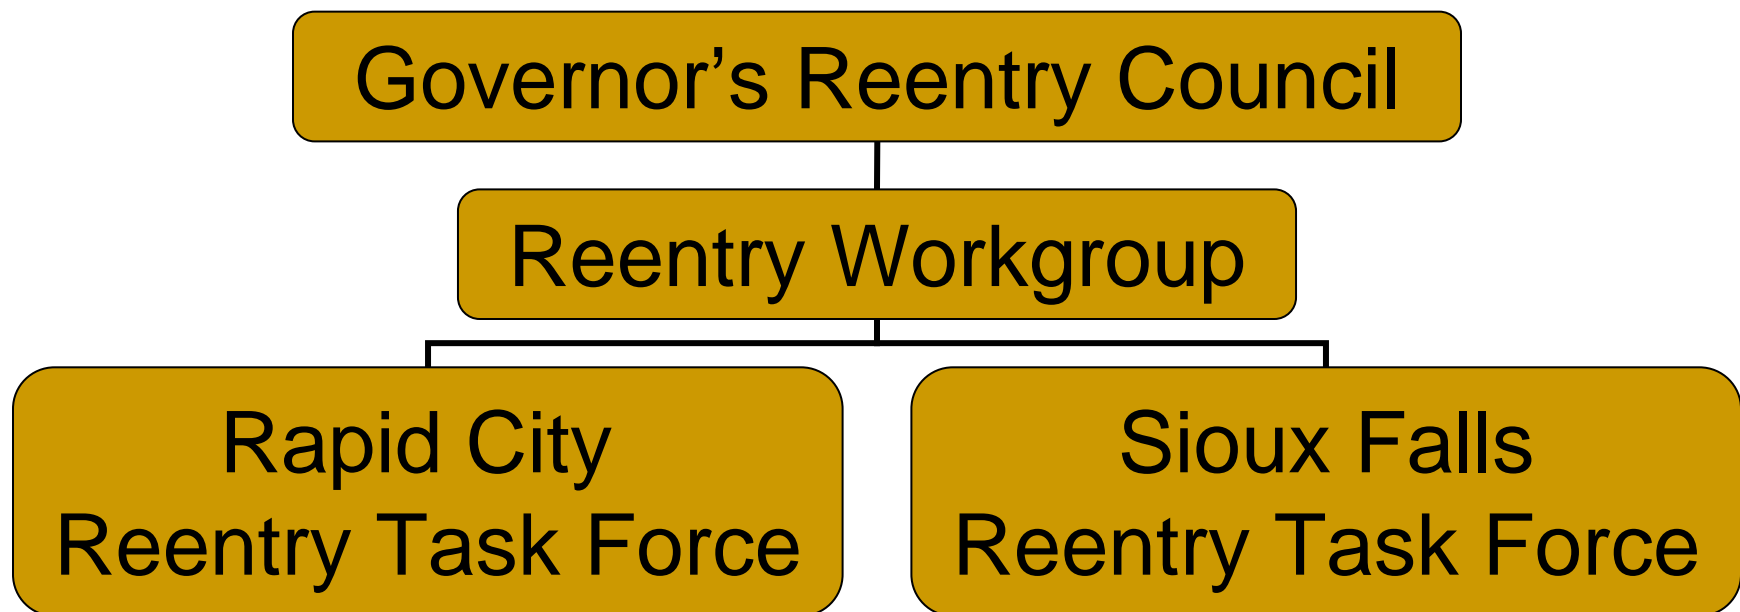 Governor’s Reentry Council
Reentry Workgroup
Rapid City
Reentry Task Force
Sioux Falls
Reentry Task Force